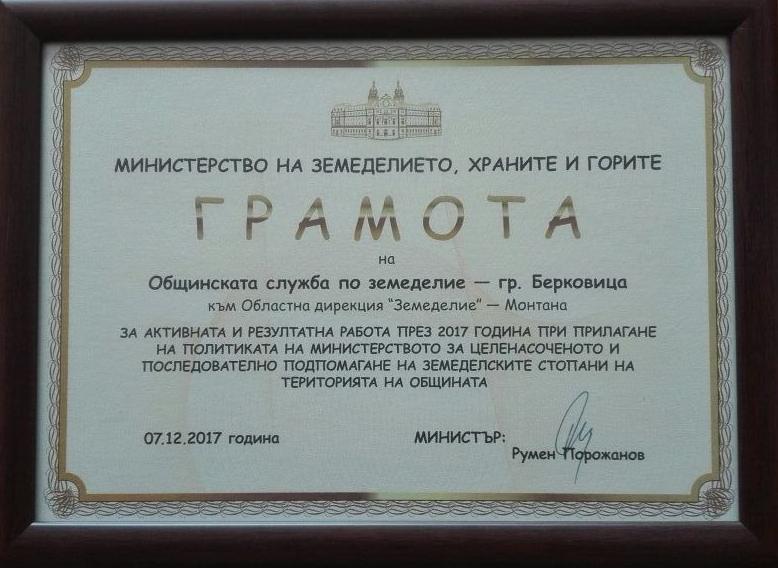 МИНИСТЕРСТВО НА ЗЕМЕДЕЛИЕТО, ХРАНИТЕ И ГОРИТЕ
ГРАМОТА
на
Общинската служба по земеделие — гр. Берковица
към Областна дирекция "Земеделие" — Монтана
ЗА АКТИВНАТА И РЕЗУЛТАТНА РАБОТА ПРЕЗ 2017 ГОДИНА ПРИ ПРИЛАГАНЕ
НА ПОЛИТИКАТА НА МИНИСТЕРСТВОТО ЗА ЦЕЛЕНАСОЧЕНОТО И
ПОСЛЕДОВАТЕЛНО ПОДПОМАГАНЕ НА ЗЕМЕДЕЛСКИТЕ СТОПАНИ НА
ТЕРИТОРИЯТА НА ОБЩИНАТА
07.12.2017 година
МИНИСТЪР:
Румен Порожанов